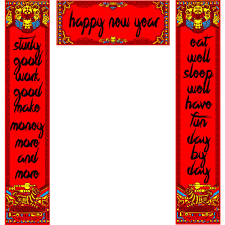 happy new year
study
good
work
good
make
money
more
and
more
eat
well
sleep
well
have
fun
day
by
day